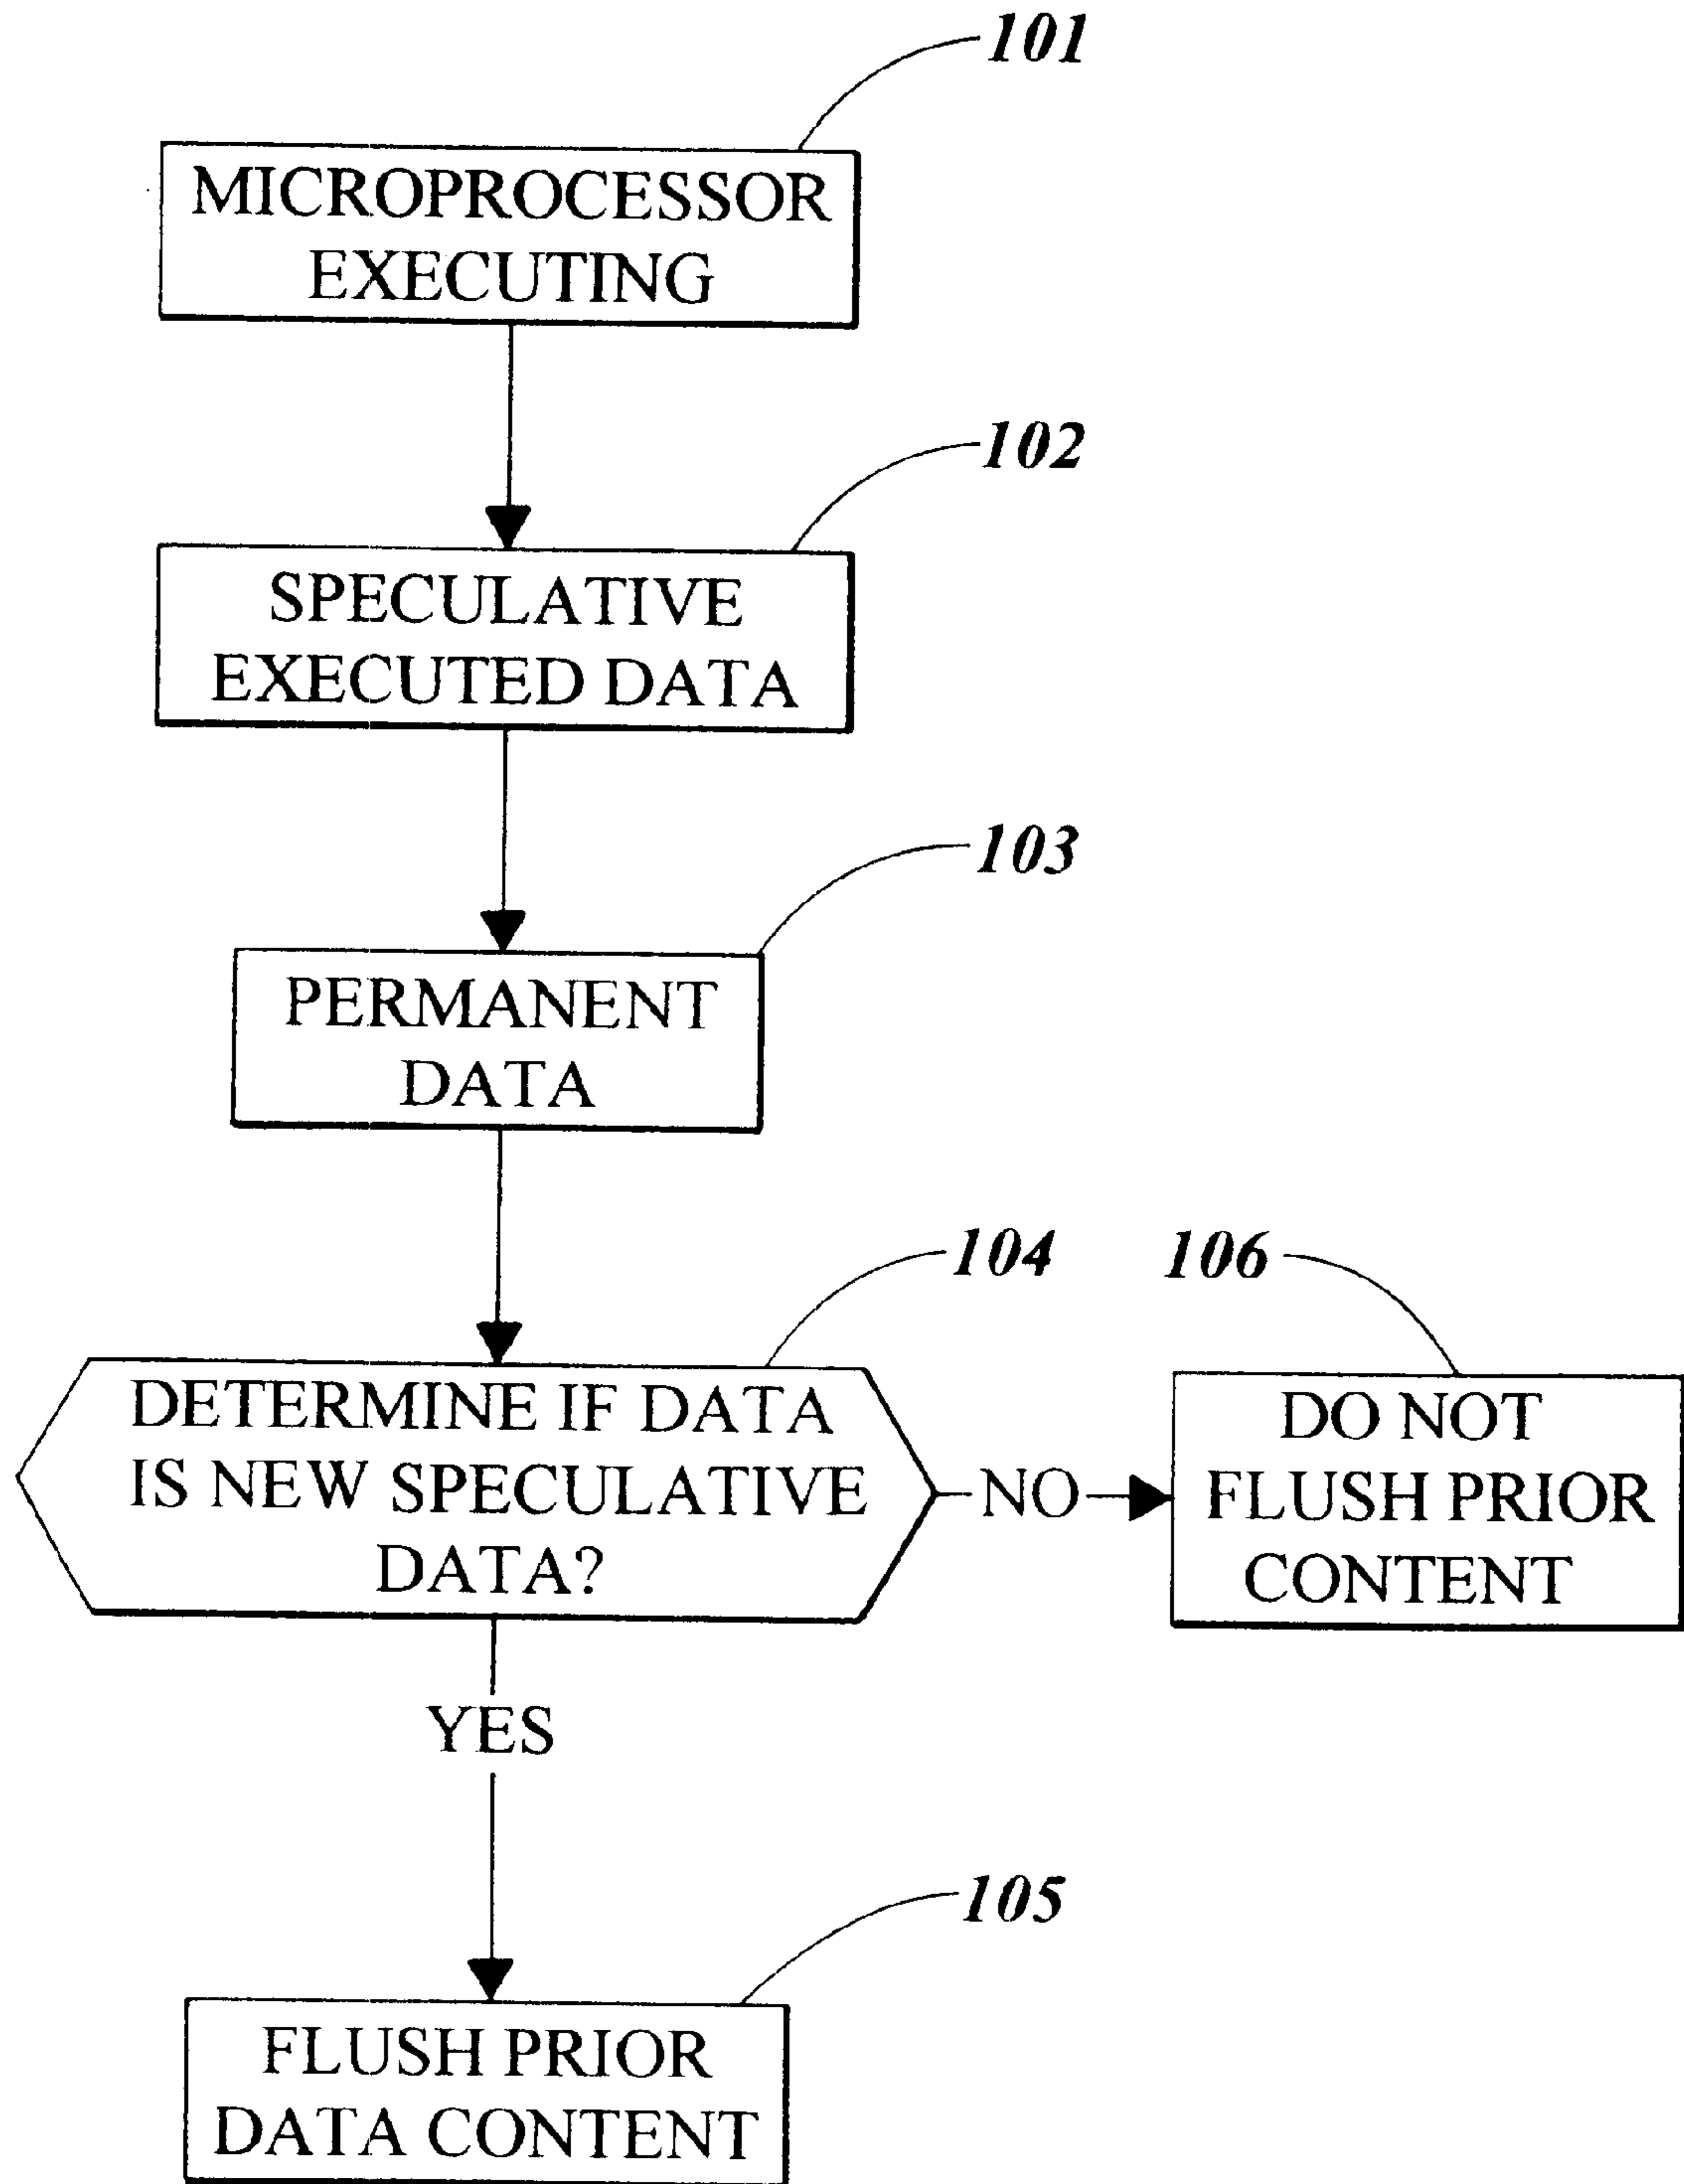 101
MICROPROCESSOR
EXECUTING
102
SPECULATIVE
EXECUTED DATA
103
PERMANENT
DATA
104
DETERMINE IF DATA
IS NEW SPECULATIVE
DATA?
NO
106
DO NOT
FLUSH PRIOR
CONTENT
YES
105
FLUSH PRIOR
DATA CONTENT